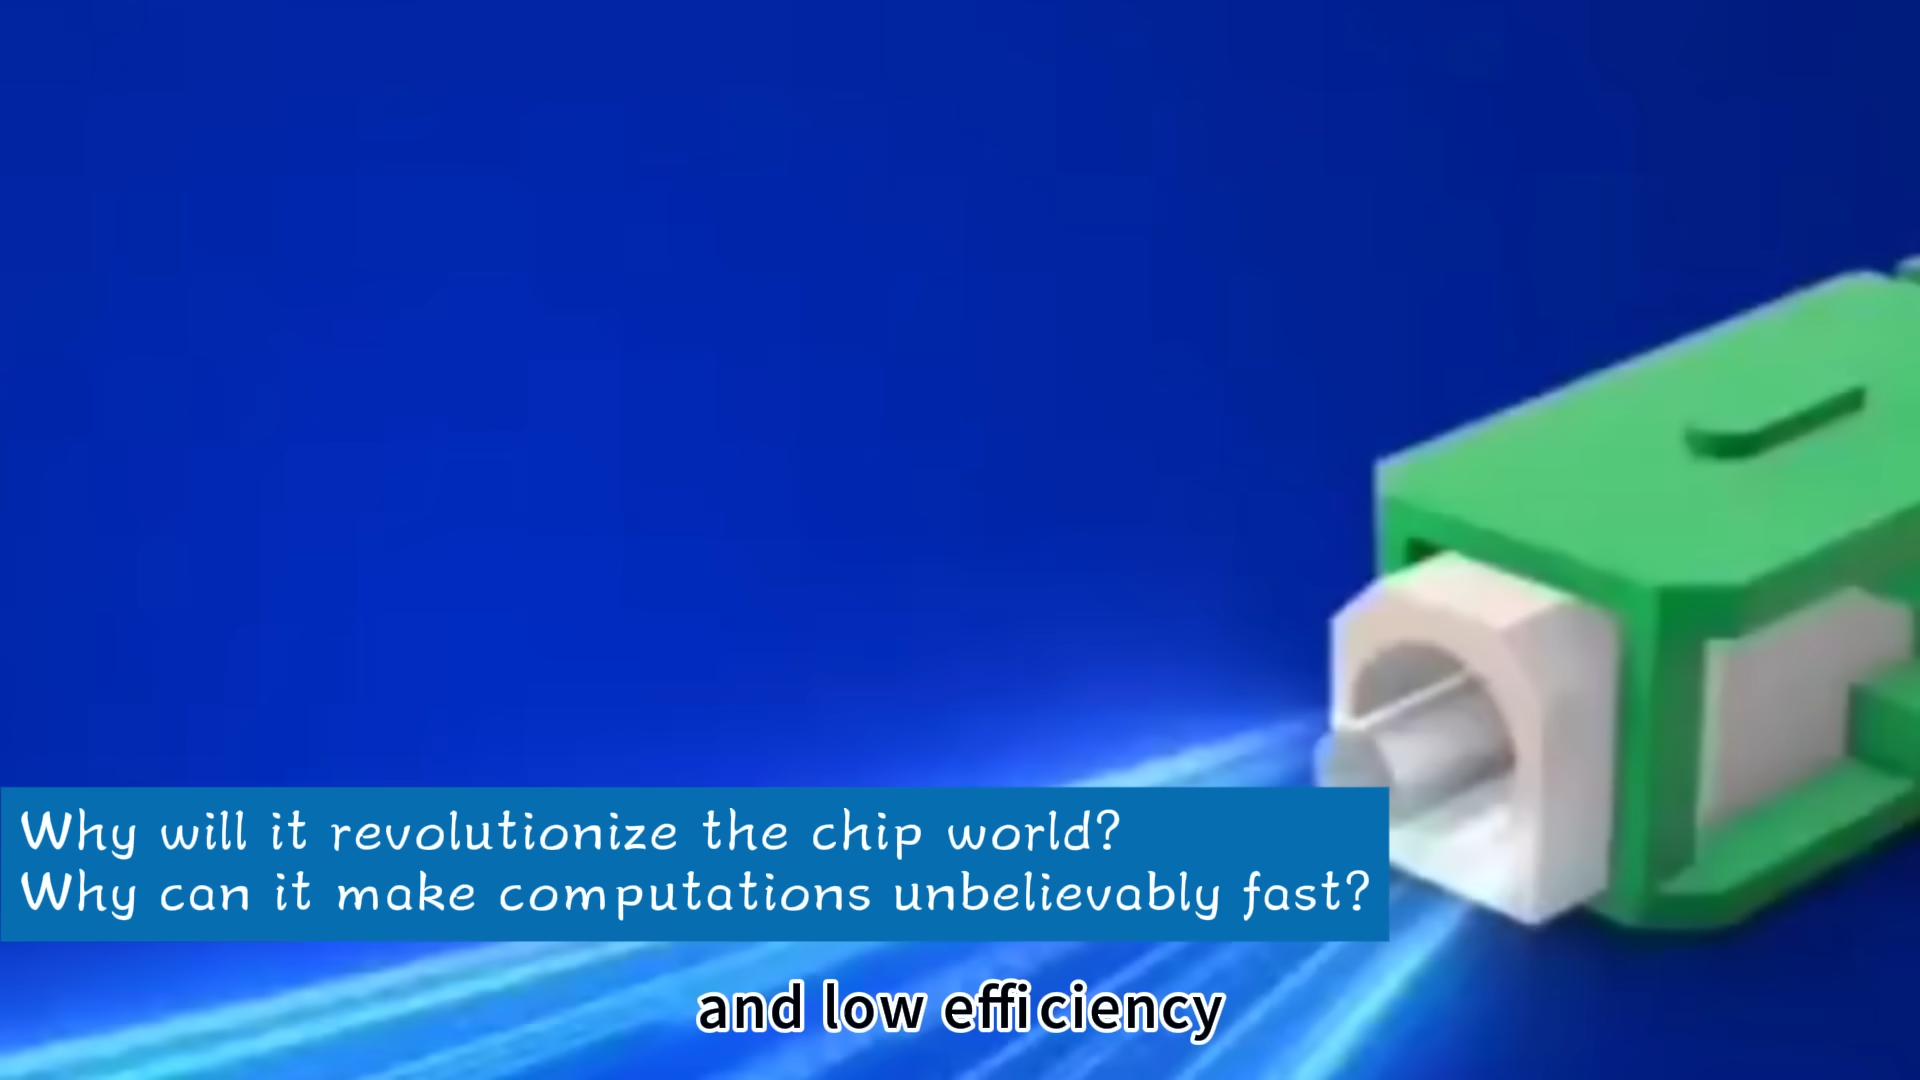 Why will it revolutionize the chip world?
Why can it make computations unbelievably fast?
and low efficiency